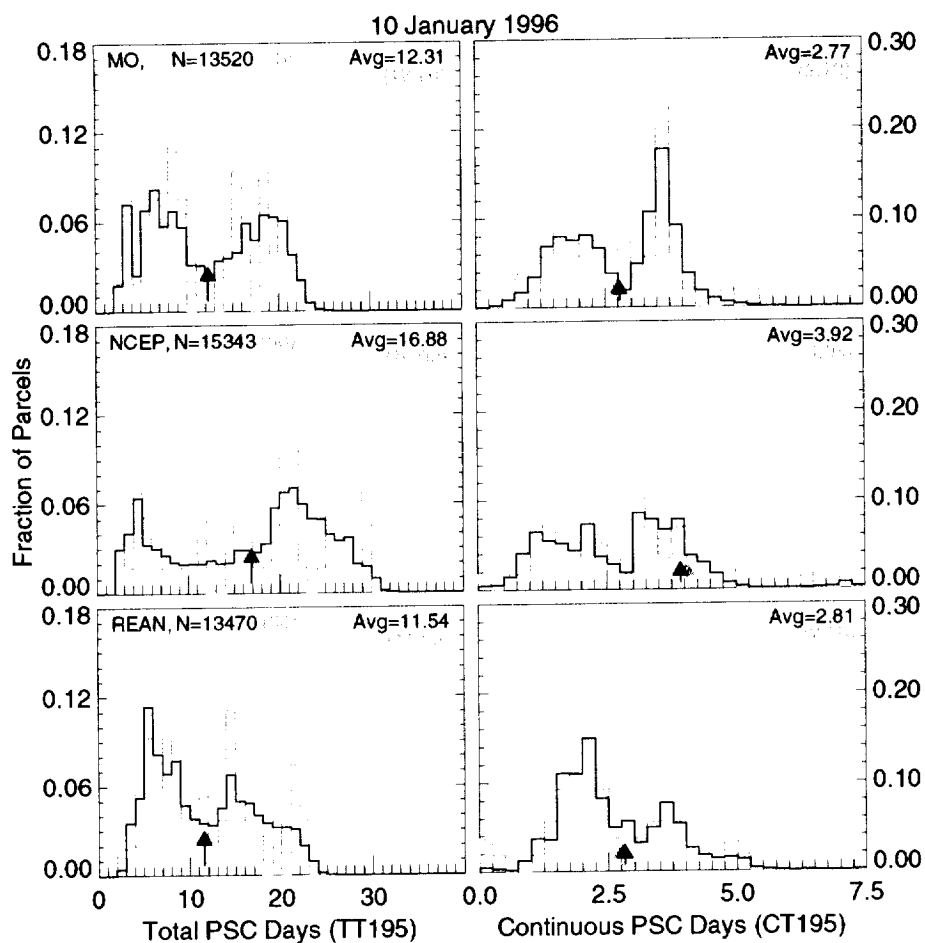 10 January 1996
0.18
MO, N=13520
Avg=12.31
0.12
0.06
0.00
Avg=2.77
0.30
0.20
0.10
0.00
0.18
NCEP, N=15343
Avg=16.88
0.12
0.06
0.00
Avg=3.92
0.30
0.20
0.10
0.00
0.18
REAN, N=13470
Avg=11.54
0.12
0.06
0.00
Avg=2.81
0.30
0.20
0.10
0.00
Fraction of Parcels
0 10 20 30
0.0 2.5 5.0 7.5
Total PSC Days (TT195)
Continuous PSC Days (CT195)